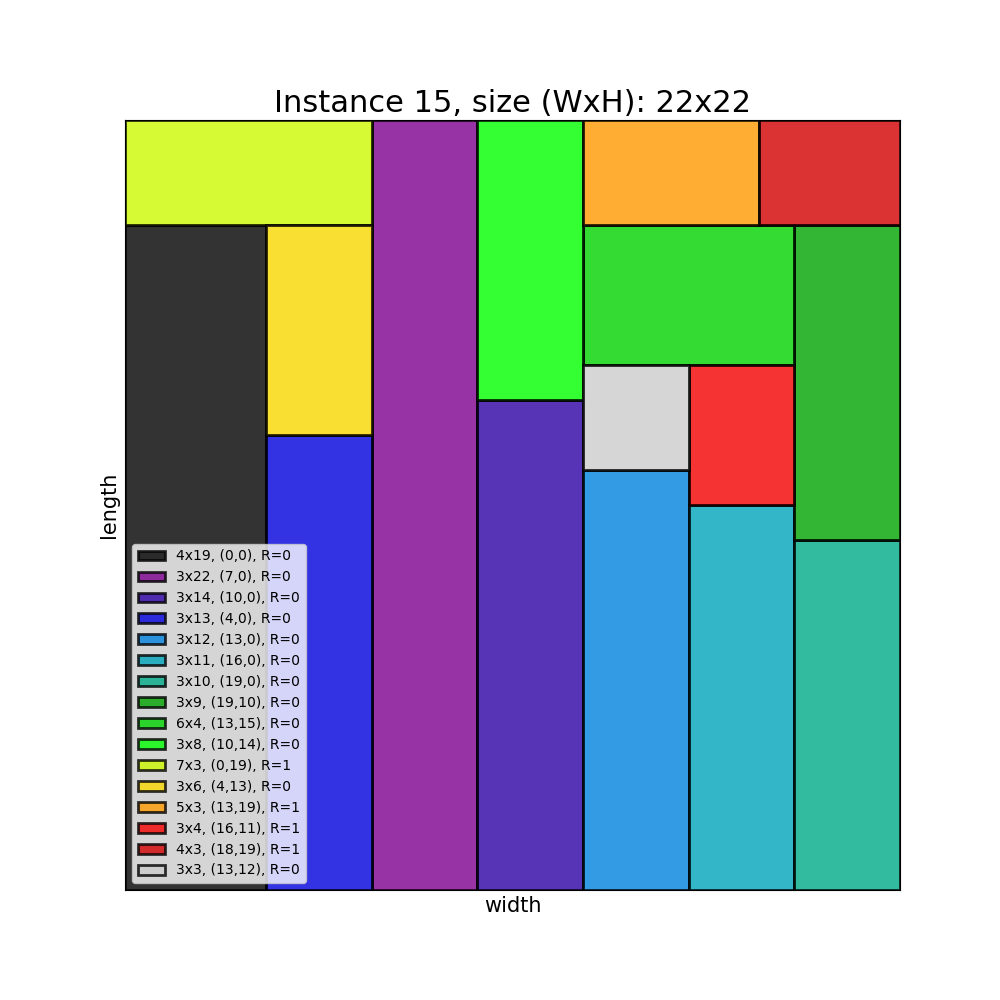 Instance 15, size (WxH): 22x22
length
4x19, (0,0), R=0
3x22, (7,0), R=0
3x14, (10,0), R=0
3x13, (4,0), R=0
3x12, (13,0), R=0
3x11, (16,0), R=0
3x10, (19,0), R=0
3x9, (19,10), R=0
6x4, (13,15), R=0
3x8, (10,14), R=0
7x3, (0,19), R=1
3x6, (4,13), R=0
5x3, (13,19), R=1
3x4, (16,11), R=1
4x3, (18,19), R=1
3x3, (13,12), R=0
width